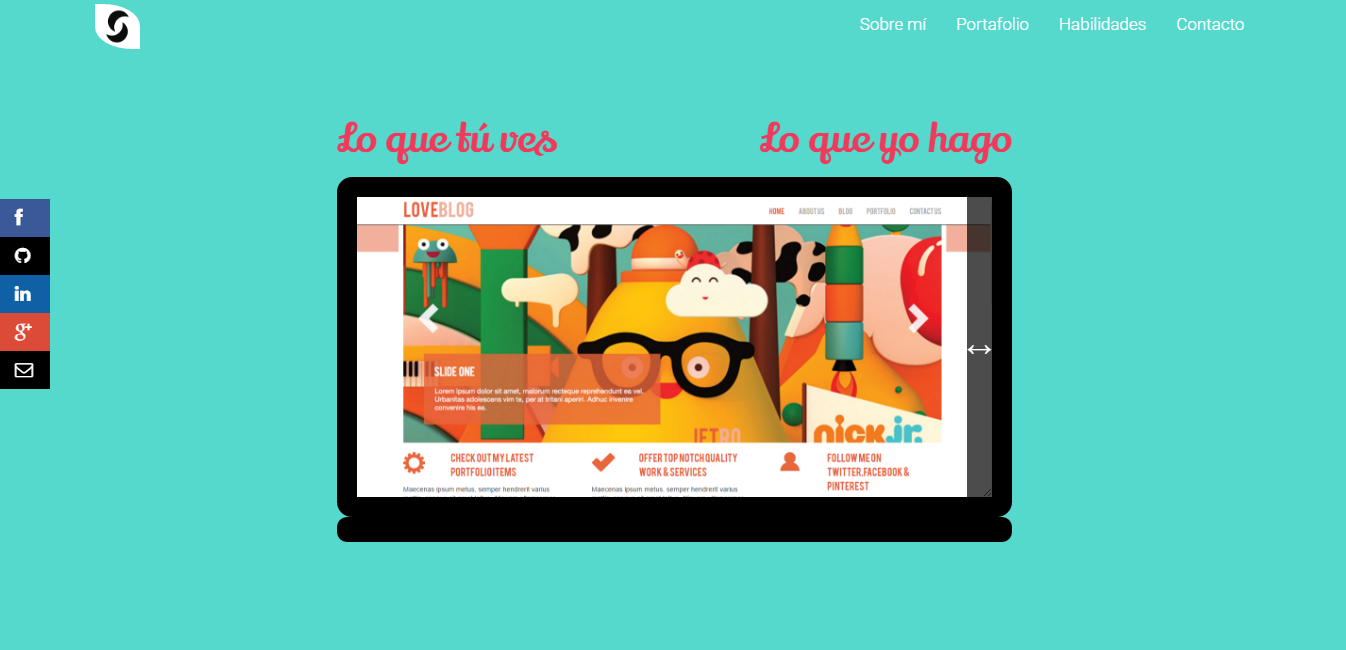 Sobre mí Portafolio Habilidades Contacto
Lo que tú ves Lo que yo hago
LOVEBLOG HOME ABOUT US BLOG PORTFOLIO CONTACT US
SLIDE ONE
Lorem ipsum dolor sit amet, malorum recteque reprehendunt es vel.
Urbanitas adolescens vim te, per at tritani aperiri. Adhuc invenire
convenire his ea.
JETRO
nick jr.
CHECK OUT MY LATEST
PORTFOLIO ITEMS
OFFER TOP NOTCH QUALITY
WORK & SERVICES
FOLLOW ME ON
TWITTER,FACEBOOK &
PINTEREST
Maecenas ipsum metus, semper hendrerit varius
Maecenas ipsum metus, semper hendrerit varius